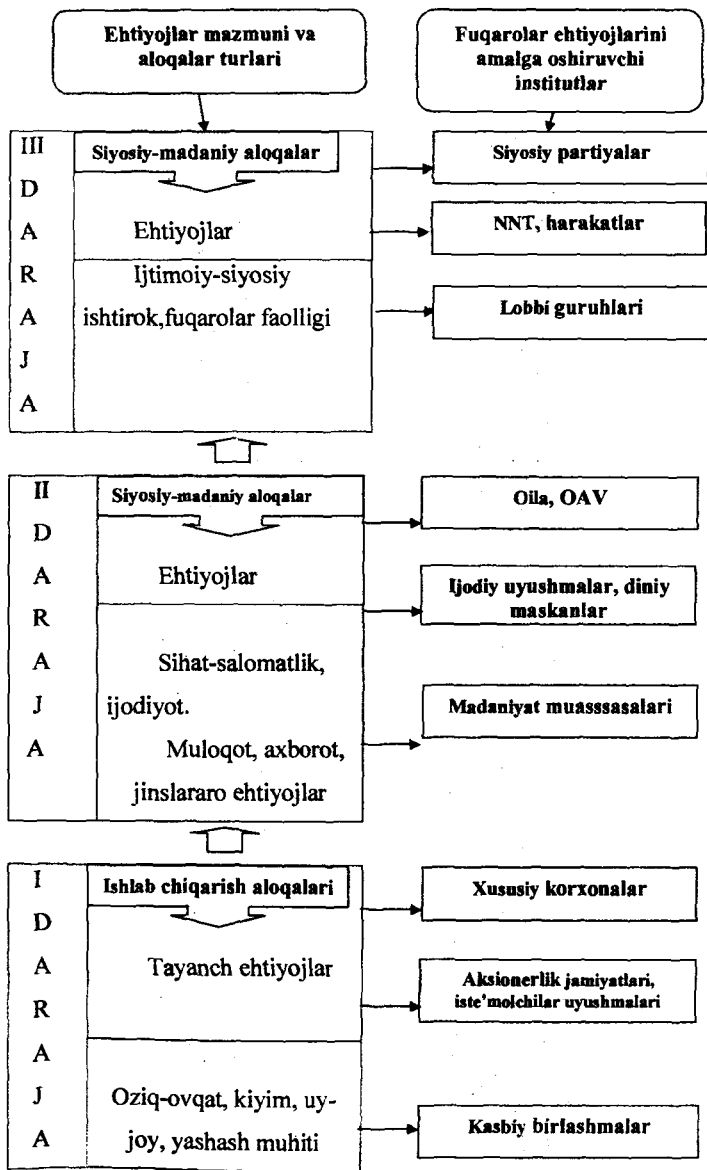 Ehtiyojlar mazmuni va
aloqalar turlari
Fuqarolar ehtiyojlarini
amalga oshiruvchi
institutlar
III
D
A
R
A
J
A
Siyosiy-madaniy aloqalar
Ehtiyojlar
Ijtimoiy-siyosiy
ishtirok,fuqarolar faolligi
Siyosiy partiyalar
NNT, harakatlar
Lobbi guruhlari
II
D
A
R
A
J
A
Siyosiy-madaniy aloqalar
Ehtiyojlar
Sihat-salomatlik,
ijodiyot.
Muloqot, axborot,
jinslararo ehtiyojlar
Oila, OAV
Ijodiy uyushmalar, diniy
maskanlar
Madaniyat muasssasalari
I
D
A
R
A
J
A
Ishlab chiqarish aloqalari
Tayanch ehtiyojlar
Oziq-ovqat, kiyim, uy-
joy, yashash muhiti
Xususiy korxonalar
Aksionerlik jamiyatlari,
iste'molchilar uyushmalari
Kasbiy birlashmalar